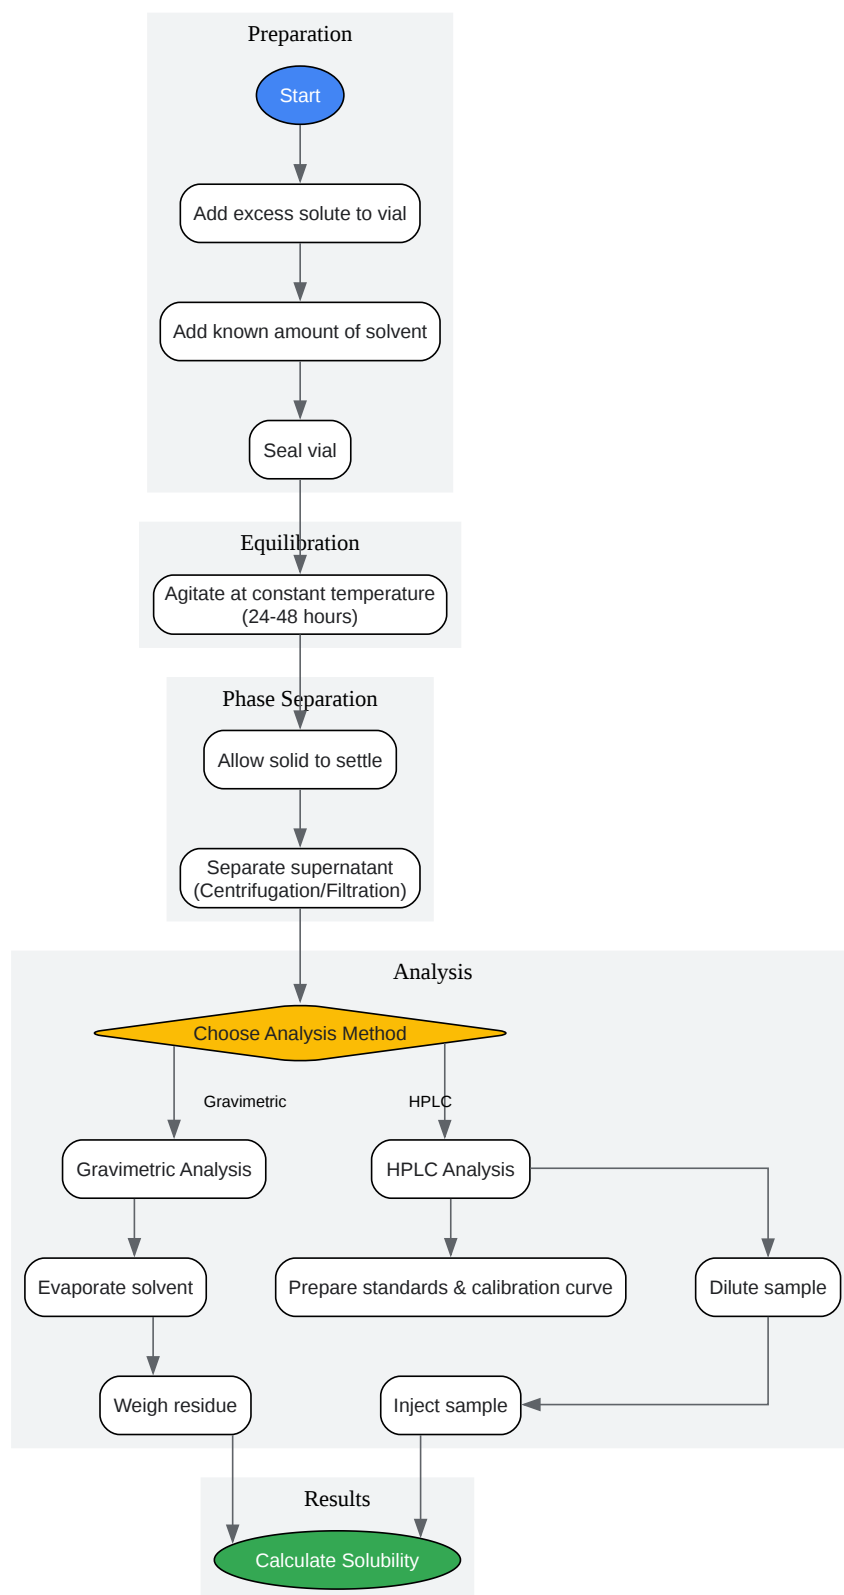 Preparation
Start
Add excess solute to vial
Add known amount of solvent
Seal vial
Equilibration
Agitate at constant temperature
(24-48 hours)
Phase Separation
Allow solid to settle
Separate supernatant
(Centrifugation/Filtration)
Analysis
Choose Analysis Method
Gravimetric
HPLC
Gravimetric Analysis
HPLC Analysis
Evaporate solvent
Prepare standards & calibration curve
Dilute sample
Weigh residue
Inject sample
Results
Calculate Solubility